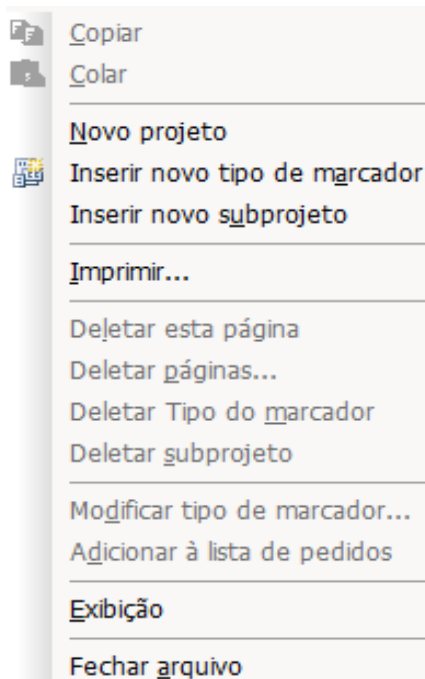 Copiar
Colar
Novo projeto
Inserir novo tipo de marcador
Inserir novo subprojeto
Imprimir...
Deletar esta página
Deletar páginas...
Deletar Tipo do marcador
Deletar subprojeto
Modificar tipo de marcador...
Adicionar à lista de pedidos
Exibição
Fechar arquivo